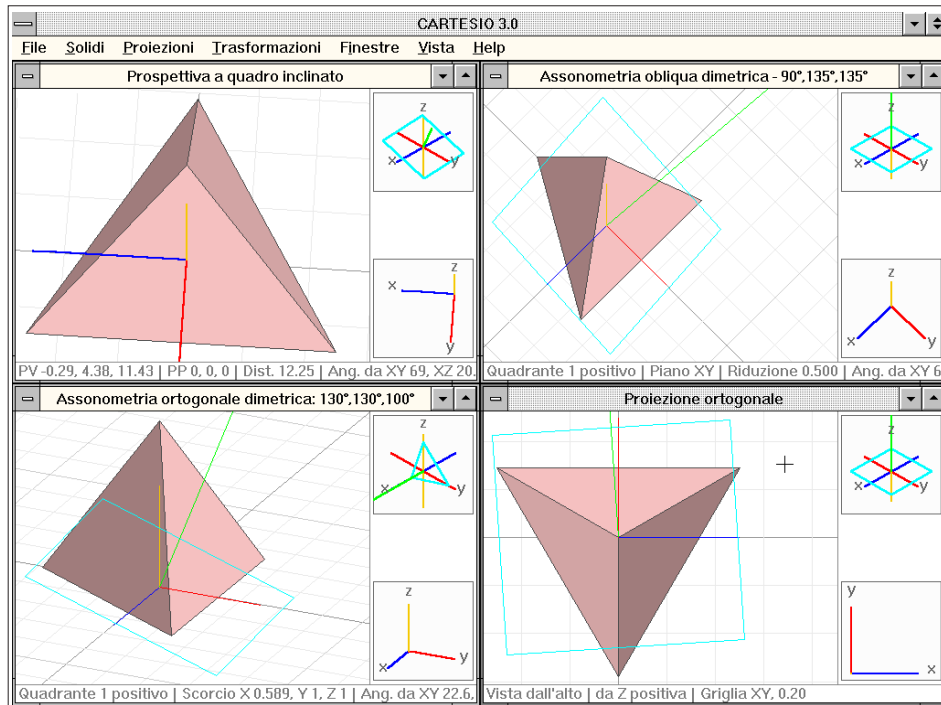 CARTESIO 3.0
File Solidi Proiezioni Trasformazioni Finestre Vista Help
Prospettiva a quadro inclinato
z
x
y
z
x
y
PV -0.29, 4.38, 11.43 | PP 0, 0, 0 | Dist. 12.25 | Ang. da XY 69, XZ 20,
Assonometria obliqua dimetrica - 90°,135°,135°
z
x
y
z
x
y
Quadrante 1 positivo | Piano XY | Riduzione 0.500 | Ang. da XY 6
Assonometria ortogonale dimetrica: 130°,130°,100°
z
x
y
z
x
y
Quadrante 1 positivo | Scorcio X 0.589, Y 1, Z 1 | Ang. da XY 22.6,
Proiezione ortogonale
z
x
y
y
x
Vista dall'alto | da Z positiva | Griglia XY, 0.20